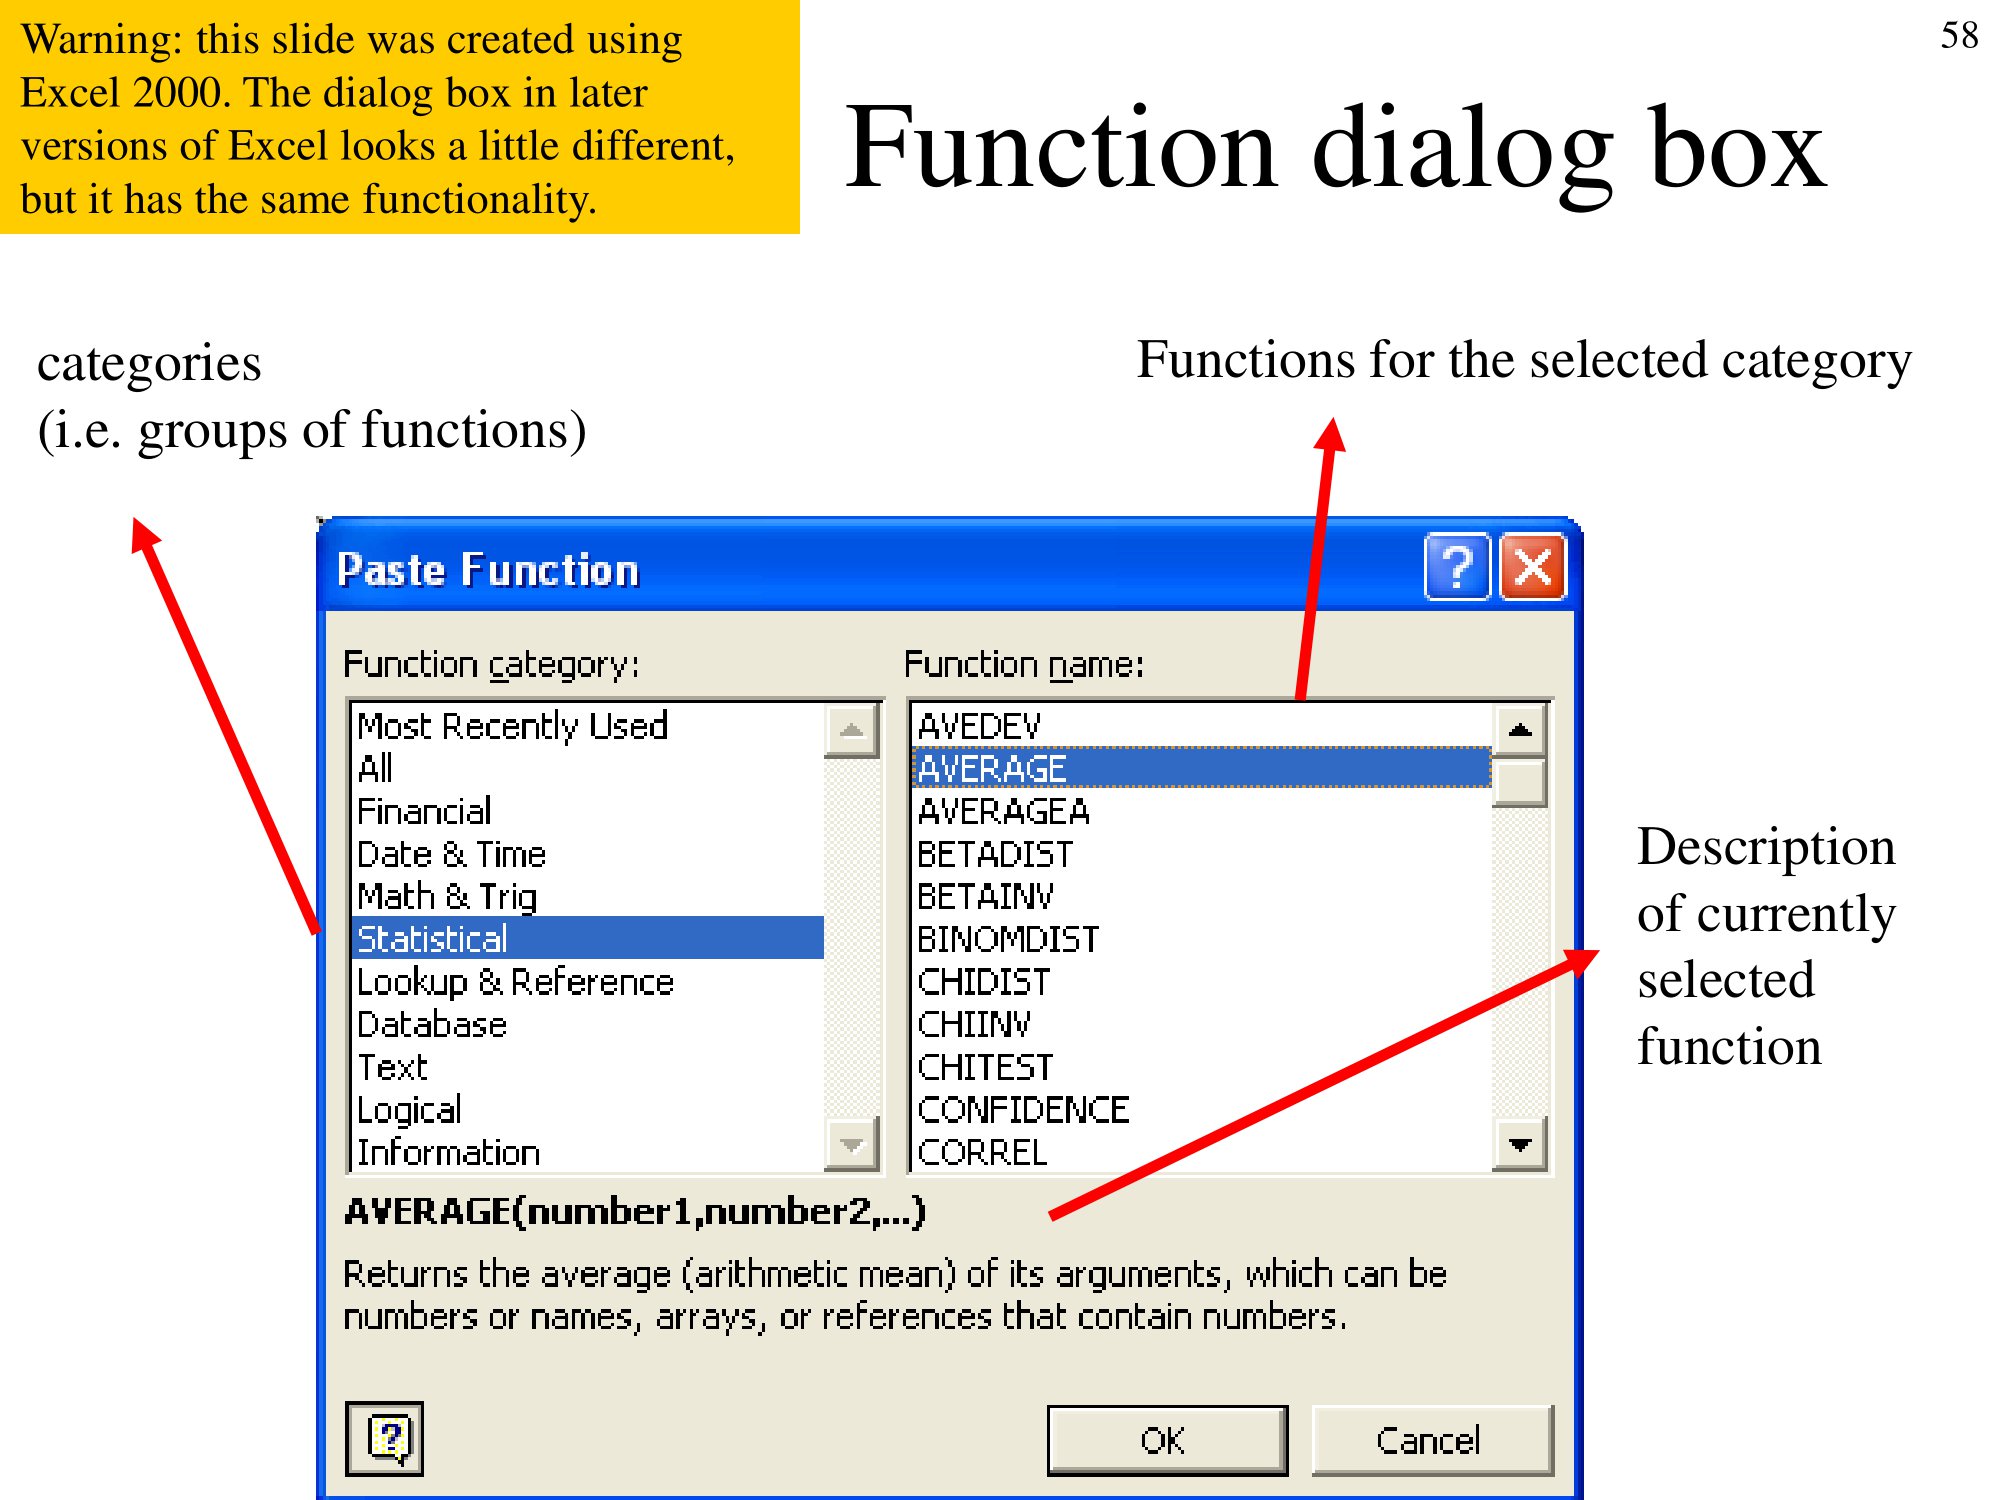 Warning: this slide was created using
Excel 2000. The dialog box in later
versions of Excel looks a little different,
but it has the same functionality.
58
Function dialog box
categories
(i.e. groups of functions)
Functions for the selected category
Paste Function
?
Function category:
Function name:
Most Recently Used
All
Financial
Date & Time
Math & Trig
Statistical
Lookup & Reference
Database
Text
Logical
Information
AVEDEV
AVERAGE
AVERAGEA
BETADIST
BETAINV
BINOMDIST
CHIDIST
CHIINV
CHITEST
CONFIDENCE
CORREL
Description
of currently
selected
function
AVERAGE(number1,number2,...)
Returns the average (arithmetic mean) of its arguments, which can be
numbers or names, arrays, or references that contain numbers.
?
OK
Cancel